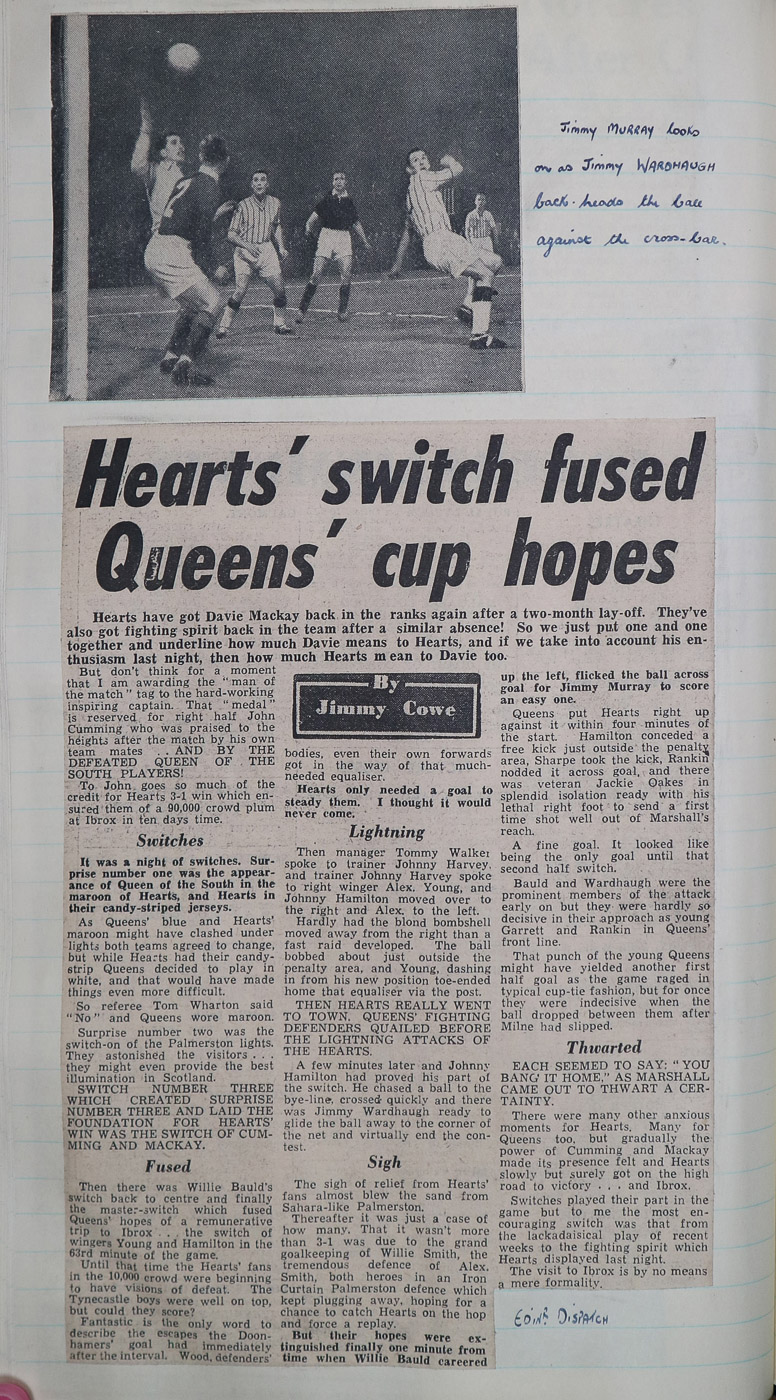 Jimmy MURRAY looks
on as Jimmy WARDHAUGH
back-heads the ball
against the cross-bar.
2
Hearts' switch fused
Queens' cup hopes
Hearts have got Davie Mackay back in the ranks again after a two-month lay-off. They've
also got fighting spirit back in the team after a similar absence! So we just put one and one
together and underline how much Davie means to Hearts, and if we take into account his en-
thusiasm last night, then how much Hearts mean to Davie too.
But don't think for a moment
that I am awarding the "man of
the match" tag to the hard-working
inspiring captain. That "medal"
is reserved for right half John
Cumming who was praised to the
heights after the match by his own
team mates . . AND BY THE
DEFEATED QUEEN OF THE
SOUTH PLAYERS!
To John goes so much of the
credit for Hearts 3-1 win which en-
sured them of a 90,000 crowd plum
at Ibrox in ten days time.
Switches
It was a night of switches. Sur-
prise number one was the appear-
ance of Queen of the South in the
maroon of Hearts, and Hearts in
their candy-striped jerseys.
As Queens' blue and Hearts'
maroon might have clashed under
lights both teams agreed to change,
but while Hearts had their candy-
strip Queens decided to play in
white, and that would have made
things even more difficult.
So referee Tom Wharton said
"No" and Queens wore maroon.
Surprise number two was the
switch-on of the Palmerston lights.
They astonished the visitors . . .
they might even provide the best
illumination in Scotland.
SWITCH NUMBER THREE
WHICH CREATED SURPRISE
NUMBER THREE AND LAID THE
FOUNDATION FOR HEARTS'
WIN WAS THE SWITCH OF CUM-
MING AND MACKAY.
Fused
Then there was Willie Bauld's
switch back to centre and finally
the master-switch which fused
Queens' hopes of a remunerative
trip to Ibrox . . . the switch of
wingers Young and Hamilton in the
63rd minute of the game.
Until that time the Hearts' fans
in the 10,000 crowd were beginning
to have visions of defeat. The
Tynecastle boys were well on top,
but could they score?
Fantastic is the only word to
describe the escapes the Doon-
hamers' goal had immediately
after the interval. Wood, defenders'
By
Jimmy Cowe
bodies, even their own forwards
got in the way of that much-
needed equaliser.
Hearts only needed a goal to
steady them. I thought it would
never come.
Lightning
Then manager Tommy Walker
spoke to trainer Johnny Harvey,
and trainer Johnny Harvey spoke
to right winger Alex. Young, and
Johnny Hamilton moved over to
the right and Alex. to the left.
Hardly had the blond bombshell
moved away from the right than a
fast raid developed. The ball
bobbed about just outside the
penalty area, and Young, dashing
in from his new position toe-ended
home that equaliser via the post.
THEN HEARTS REALLY WENT
TO TOWN. QUEENS' FIGHTING
DEFENDERS QUAILED BEFORE
THE LIGHTNING ATTACKS OF
THE HEARTS.
A few minutes later and Johnny
Hamilton had proved his part of
the switch. He chased a ball to the
bye-line, crossed quickly and there
was Jimmy Wardhaugh ready to
glide the ball away to the corner of
the net and virtually end the con-
test.
Sigh
The sigh of relief from Hearts'
fans almost blew the sand from
Sahara-like Palmerston.
Thereafter it was just a case of
how many. That it wasn't more
than 3-1 was due to the grand
goalkeeping of Willie Smith, the
tremendous defence of Alex.
Smith, both heroes in an Iron
Curtain Palmerston defence which
kept plugging away, hoping for a
chance to catch Hearts on the hop
and force a replay.
But their hopes were ex-
tinguished finally one minute from
time when Willie Bauld careered
up the left, flicked the ball across
goal for Jimmy Murray to score
an easy one.
Queens put Hearts right up
against it within four minutes of
the start. Hamilton conceded a
free kick just outside the penalty
area, Sharpe took the kick, Rankin
nodded it across goal, and there
was veteran Jackie Oakes in
splendid isolation ready with his
lethal right foot to send a first
time shot well out of Marshall's
reach.
A fine goal. It looked like
being the only goal until that
second half switch.
Bauld and Wardhaugh were the
prominent members of the attack
early on but they were hardly so
decisive in their approach as young
Garrett and Rankin in Queens'
front line.
That punch of the young Queens
might have yielded another first
half goal as the game raged in
typical cup-tie fashion, but for once
they were indecisive when the
ball dropped between them after
Milne had slipped.
Thwarted
EACH SEEMED TO SAY: "YOU
BANG IT HOME," AS MARSHALL
CAME OUT TO THWART A CER-
TAINTY.
There were many other anxious
moments for Hearts. Many for
Queens too, but gradually the
power of Cumming and Mackay
made its presence felt and Hearts
slowly but surely got on the high
road to victory . . . and Ibrox.
Switches played their part in the
game but to me the most en-
couraging switch was that from
the lackadaisical play of recent
weeks to the fighting spirit which
Hearts displayed last night.
The visit to Ibrox is by no means
a mere formality.
EDINR DISPATCH